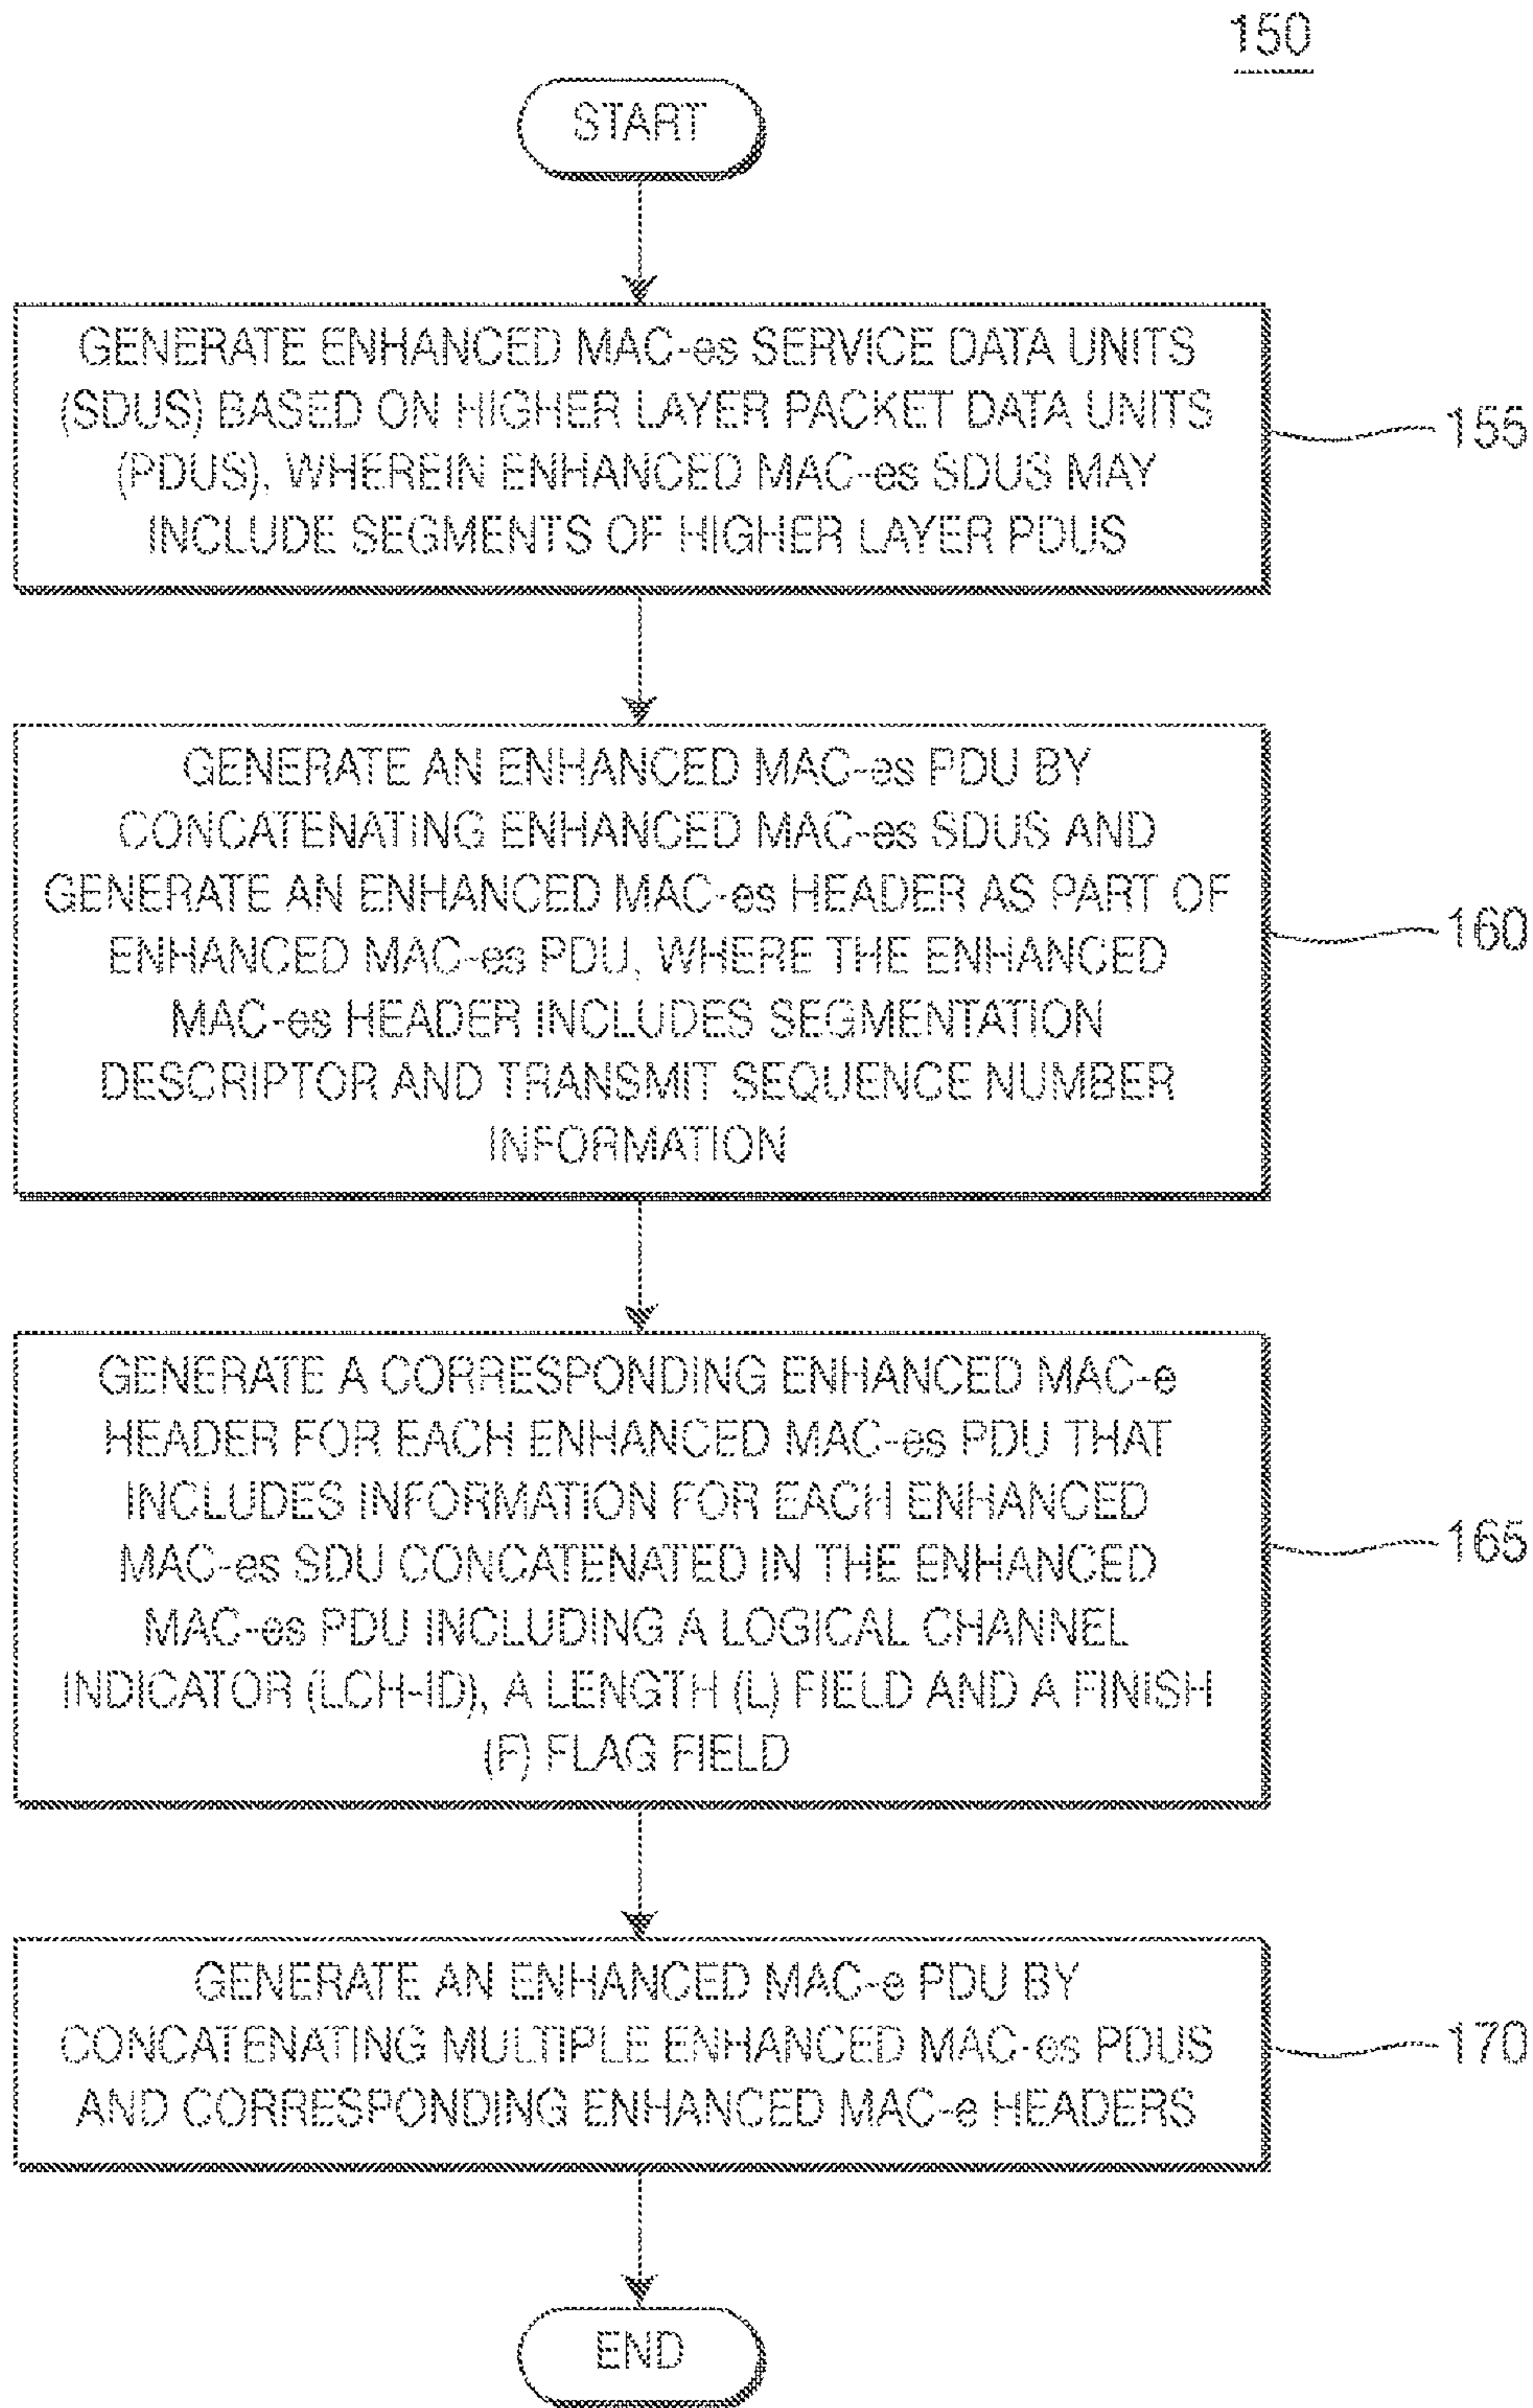 150
START
GENERATE ENHANCED MAC-es SERVICE DATA UNITS
(SDUS) BASED ON HIGHER LAYER PACKET DATA UNITS
(PDUS), WHEREIN ENHANCED MAC-es SDUS MAY
INCLUDE SEGMENTS OF HIGHER LAYER PDUS
155
GENERATE AN ENHANCED MAC-es PDU BY
CONCATENATING ENHANCED MAC-es SDUS AND
GENERATE AN ENHANCED MAC-es HEADER AS PART OF
ENHANCED MAC-es PDU, WHERE THE ENHANCED
MAC-es HEADER INCLUDES SEGMENTATION
DESCRIPTOR AND TRANSMIT SEQUENCE NUMBER
INFORMATION
160
GENERATE A CORRESPONDING ENHANCED MAC-e
HEADER FOR EACH ENHANCED MAC-es PDU THAT
INCLUDES INFORMATION FOR EACH ENHANCED
MAC-es SDU CONCATENATED IN THE ENHANCED
MAC-es PDU INCLUDING A LOGICAL CHANNEL
INDICATOR (LCH-ID), A LENGTH (L) FIELD AND A FINISH
(F) FLAG FIELD
165
GENERATE AN ENHANCED MAC-e PDU BY
CONCATENATING MULTIPLE ENHANCED MAC-es PDUS
AND CORRESPONDING ENHANCED MAC-e HEADERS
170
END